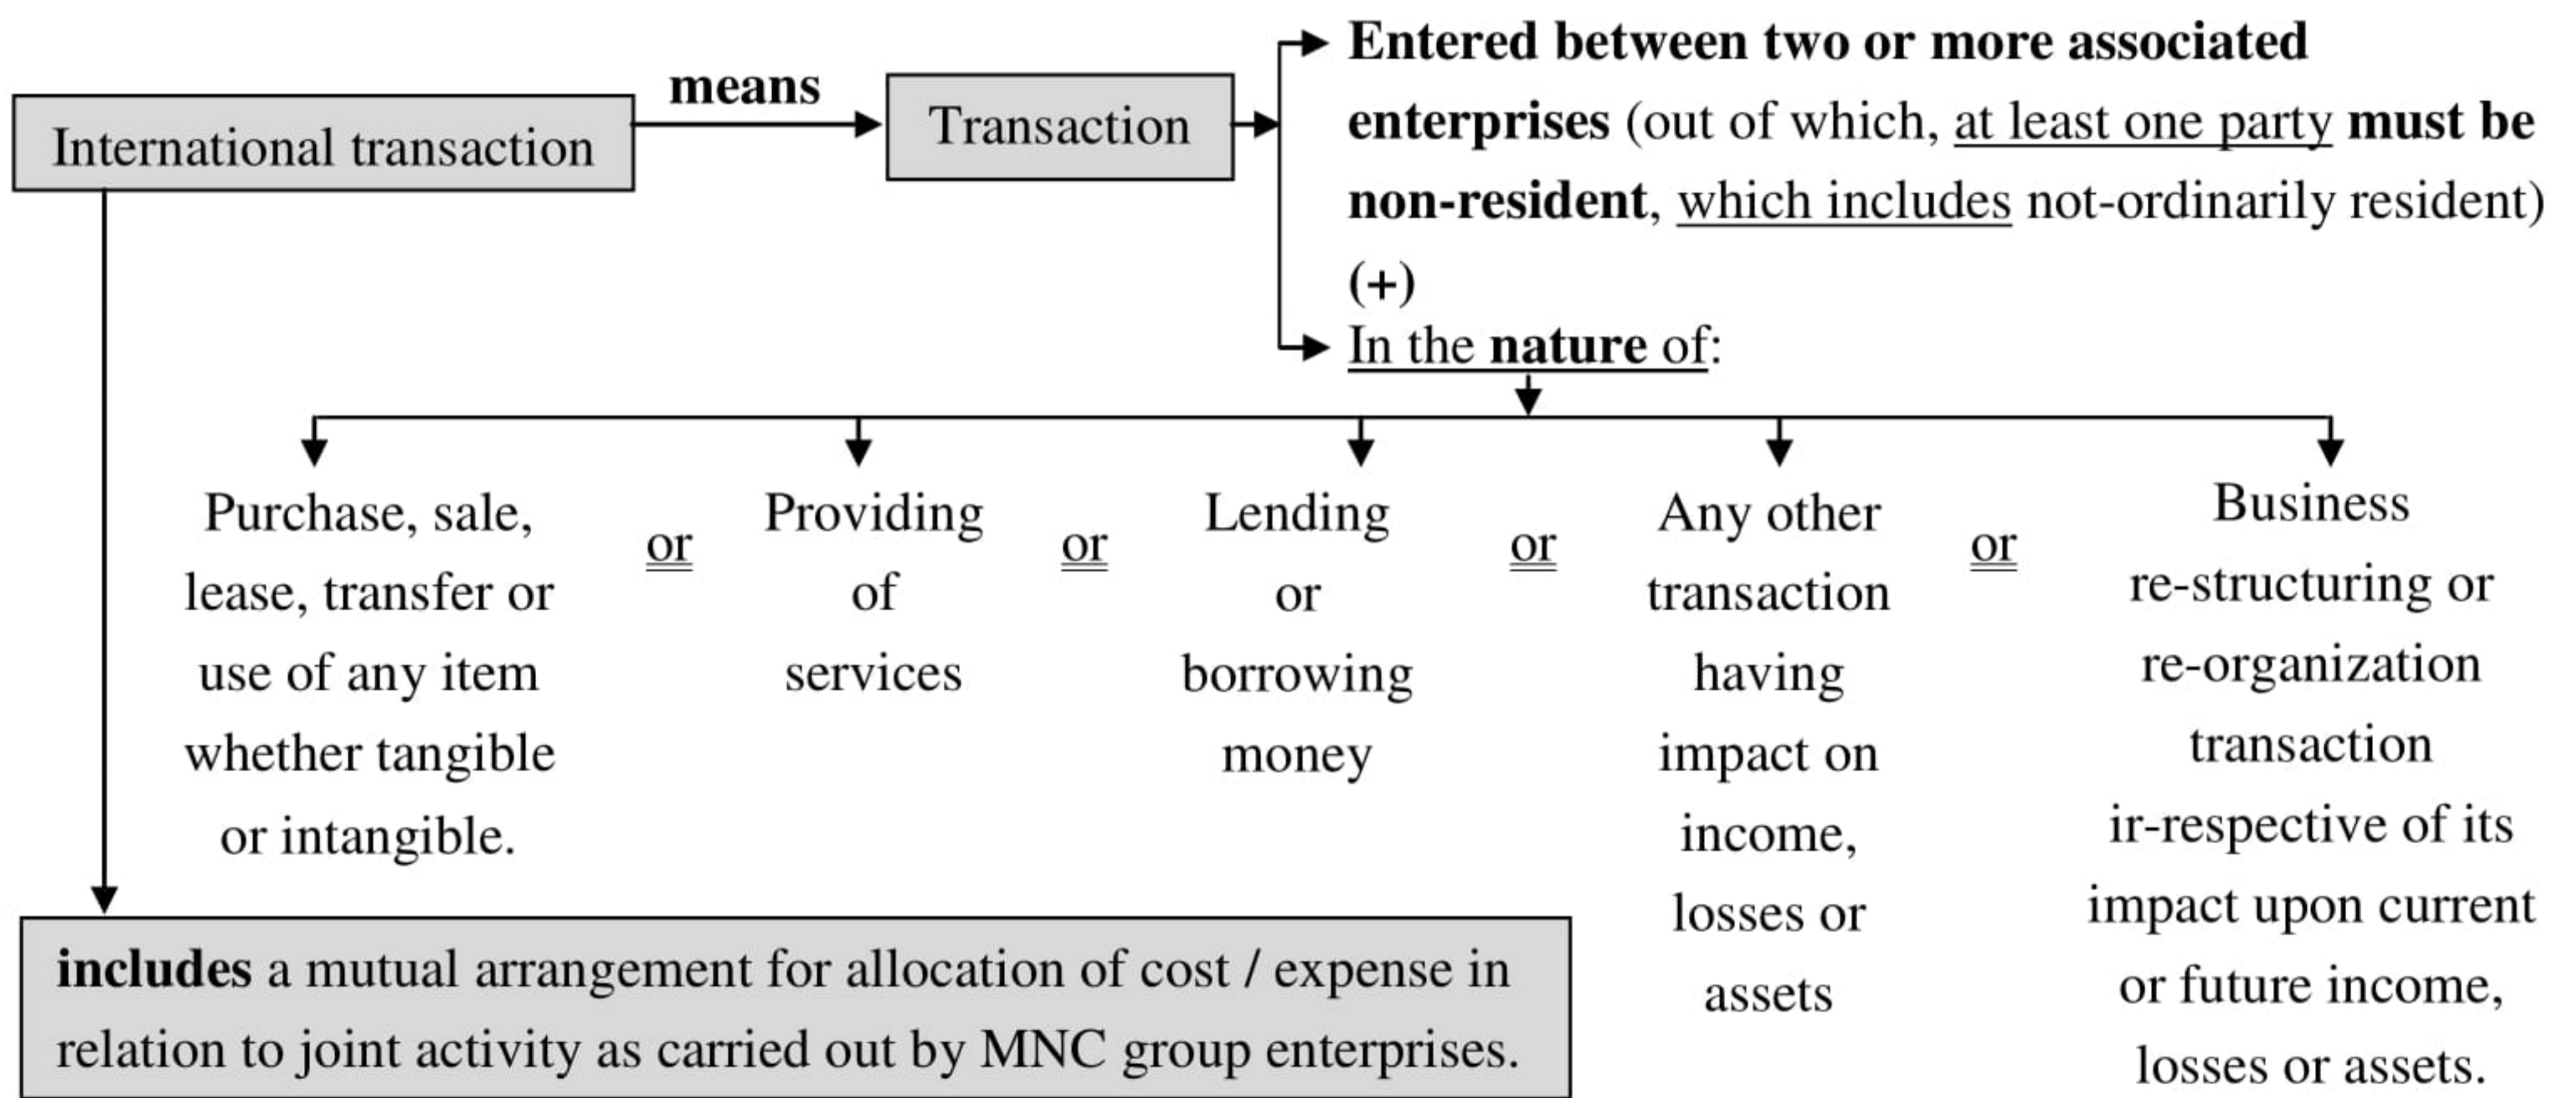 International transaction
means
Transaction
Entered between two or more associated
enterprises (out of which, at least one party must be
non-resident, which includes not-ordinarily resident)
(+)
In the nature of:
Purchase, sale,
lease, transfer or
use of any item
whether tangible
or intangible.
or
Providing
of
services
or
Lending
or
borrowing
money
or
Any other
transaction
having
impact on
income,
losses or
assets
or
Business
re-structuring or
re-organization
transaction
ir-respective of its
impact upon current
or future income,
losses or assets.
includes a mutual arrangement for allocation of cost / expense in
relation to joint activity as carried out by MNC group enterprises.